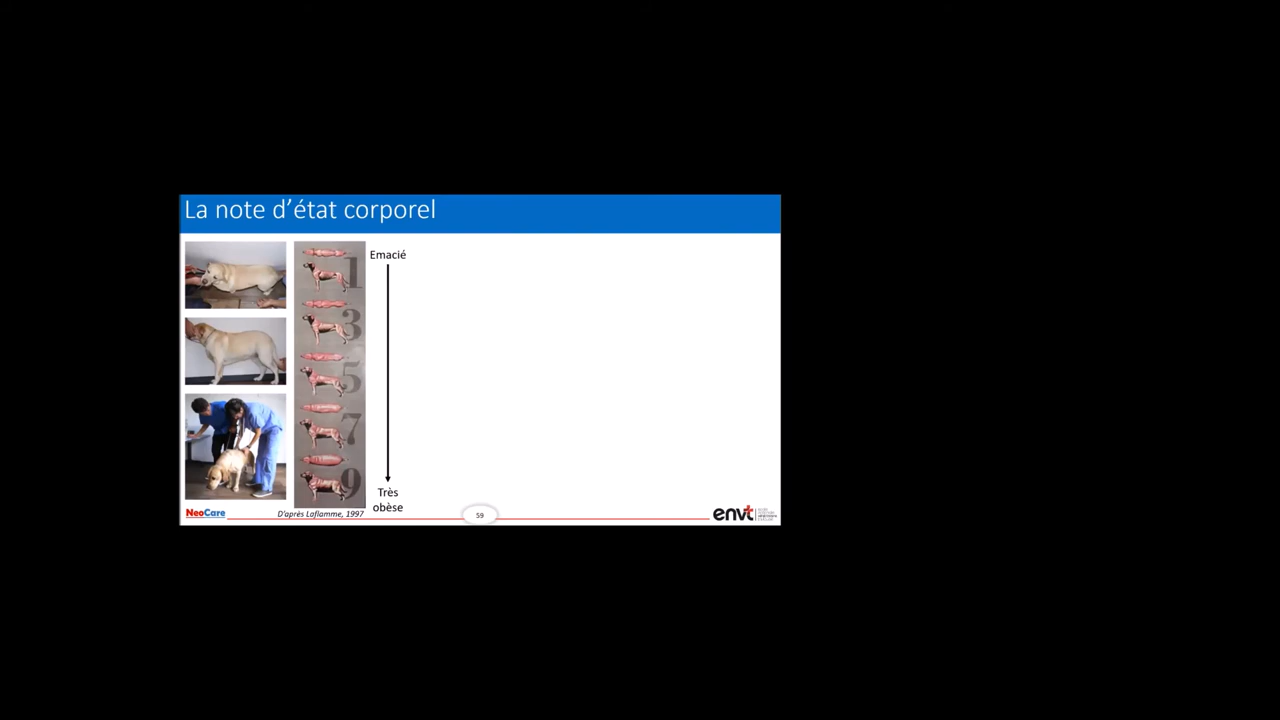 La note d'état corporel
Emacié
1
3
5
7
9
Très
obèse
NeoCare
D'après Laflamme, 1997
59
envt